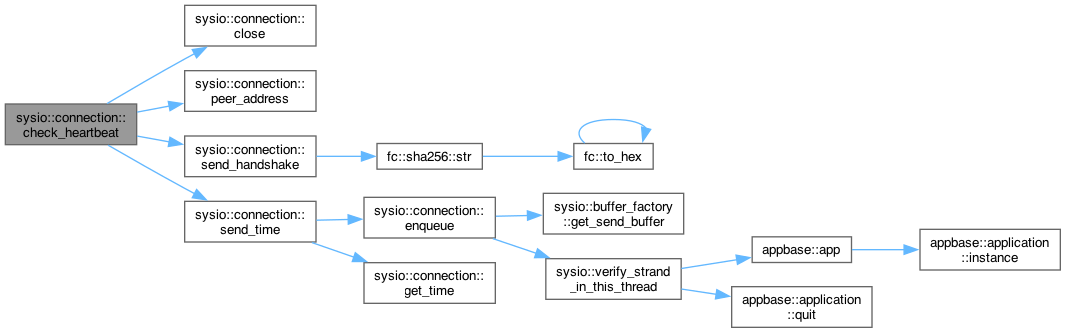 sysio::connection::
close
sysio::connection::
peer_address
sysio::connection::
check_heartbeat
sysio::connection::
send_handshake
fc::sha256::str
fc::to_hex
sysio::connection::
send_time
sysio::connection::
enqueue
sysio::buffer_factory
::get_send_buffer
sysio::connection::
get_time
sysio::verify_strand
_in_this_thread
appbase::app
appbase::application
::instance
appbase::application
::quit